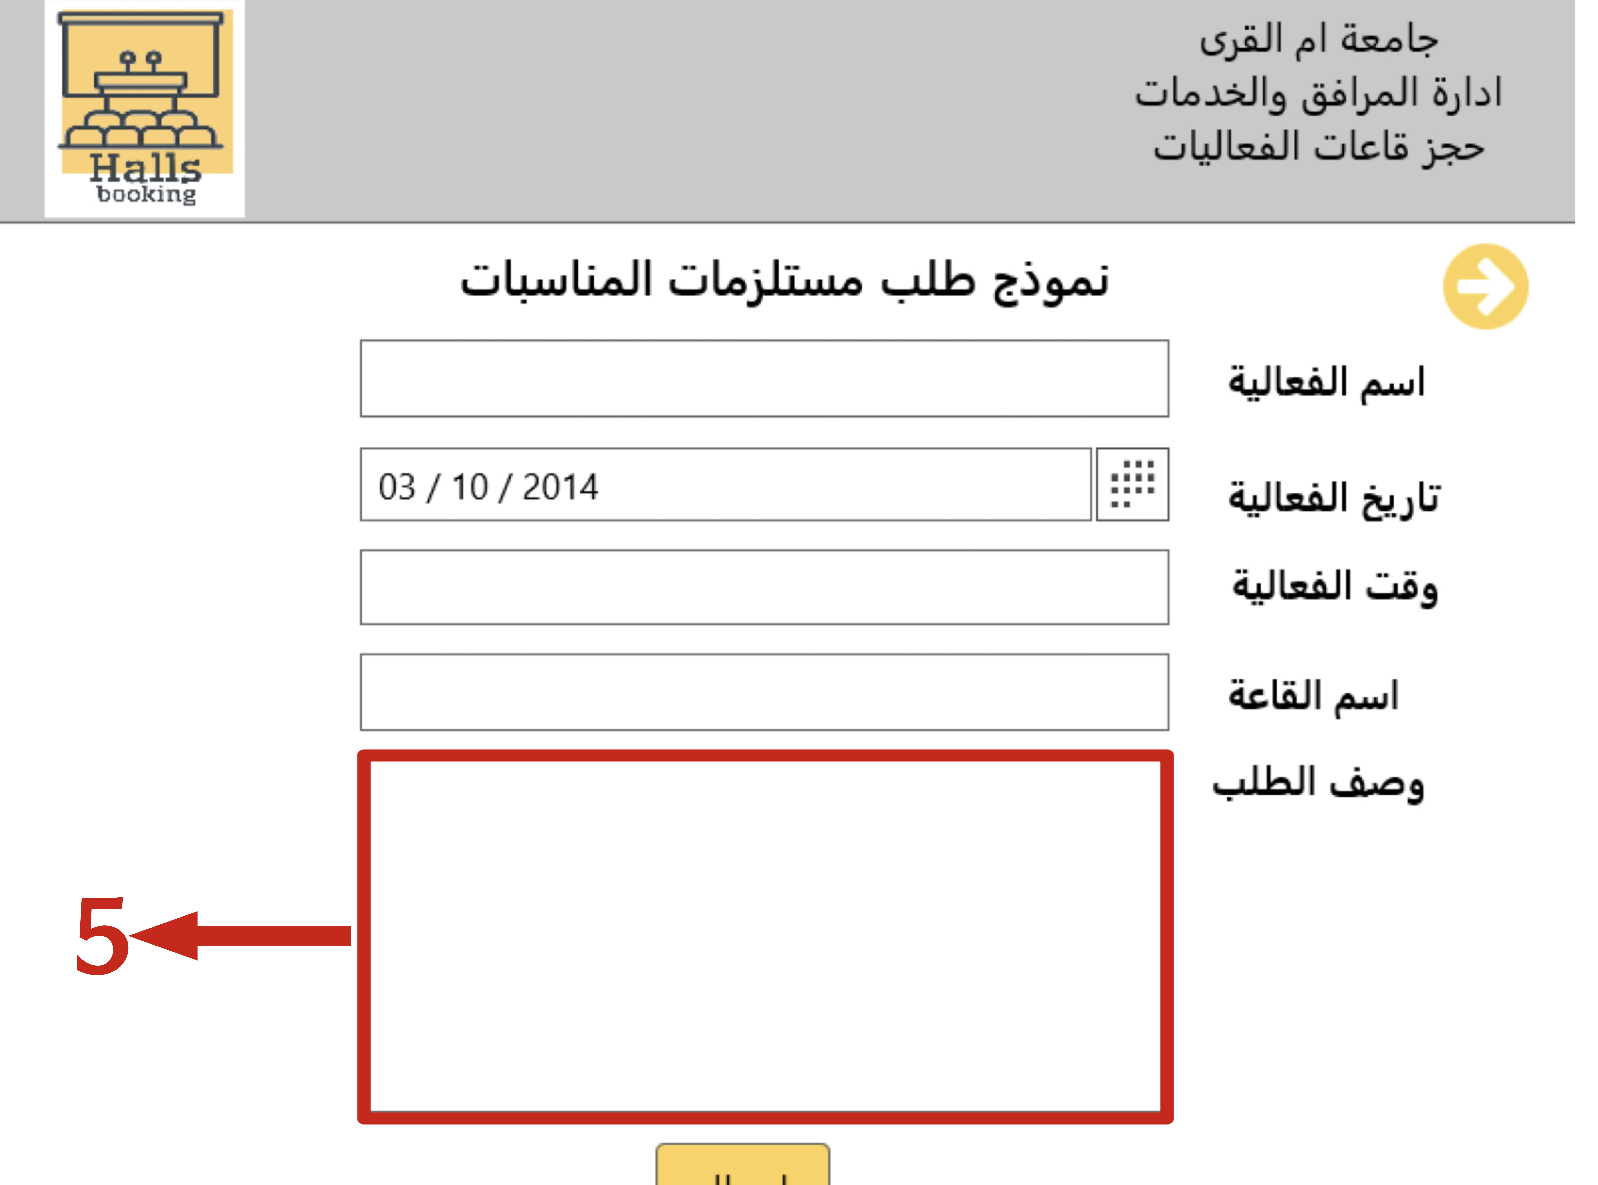 جامعة ام القرى
ادارة المرافق والخدمات
حجز قاعات الفعاليات
Halls
booking
نموذج طلب مستلزمات المناسبات
اسم الفعالية
تاريخ الفعالية
03 / 10 / 2014
وقت الفعالية
اسم القاعة
وصف الطلب
5